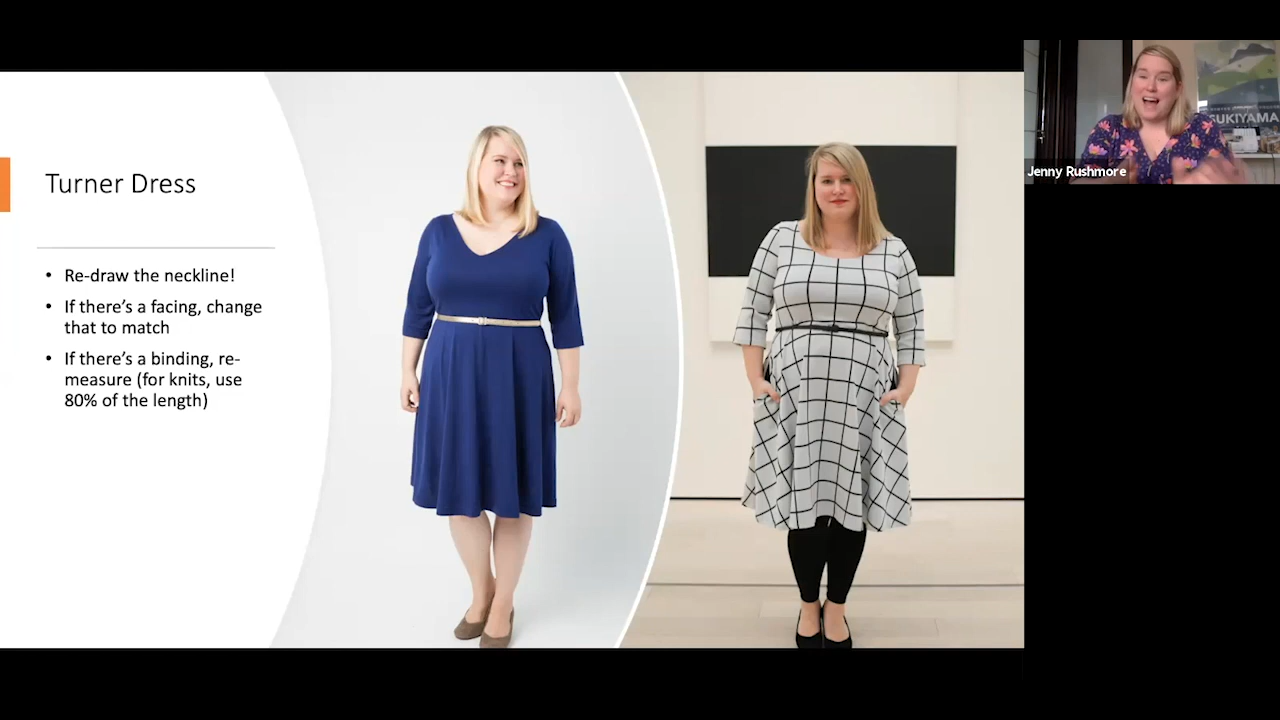 Turner Dress
• Re-draw the neckline!
• If there's a facing, change
that to match
• If there's a binding, re-
measure (for knits, use
80% of the length)
SUKIYAMA
Jenny Rushmore